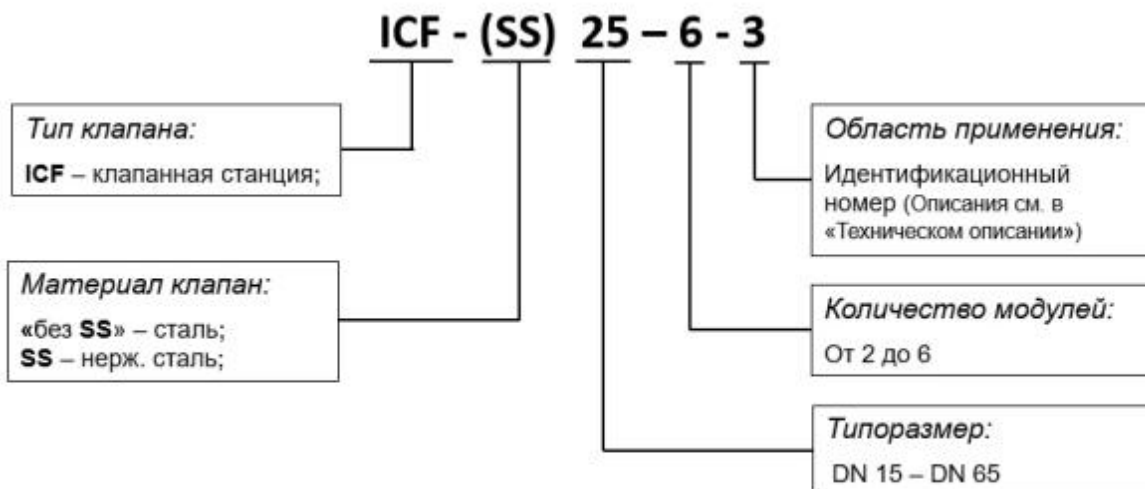 ICF - (SS) 25 – 6 - 3
Тип клапана:
ICF – клапанная станция;
Материал клапан:
«без SS» – сталь;
SS – нерж. сталь;
Область применения:
Идентификационный
номер (Описания см. в
«Техническом описании»)
Количество модулей:
От 2 до 6
Типоразмер:
DN 15 – DN 65